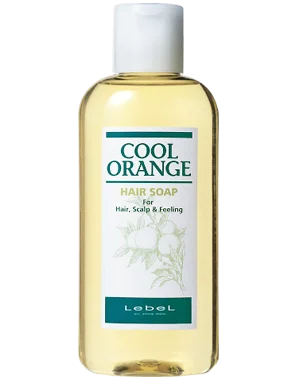 COOL
ORANGE
HAIR SOAP
For
Hair, Scalp & Feeling
LebeL